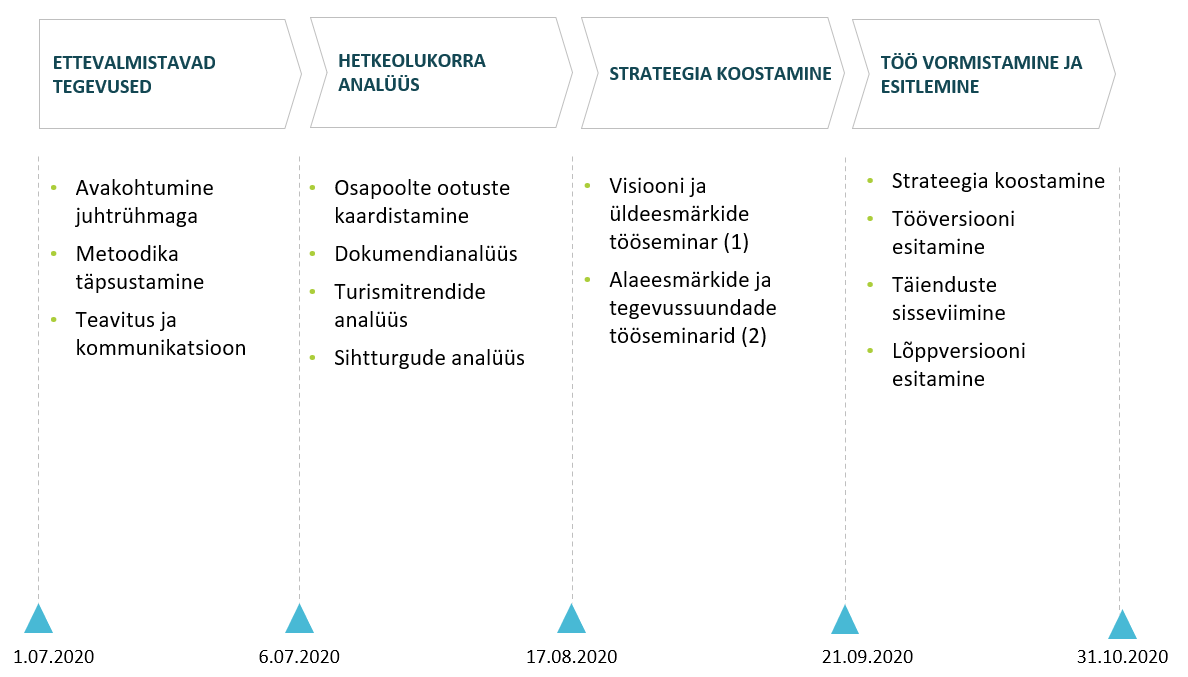 ETTEVALMISTAVAD
TEGEVUSED
HETKEOLUKORRA
ANALÜÜS
STRATEEGIA KOOSTAMINE
TÖÖ VORMISTAMINE JA
ESITLEMINE
• Avakohtumine
juhtrühmaga
• Metoodika
täpsustamine
• Teavitus ja
kommunikatsioon
• Osapoolte ootuste
kaardistamine
• Dokumendianalüüs
• Turismitrendide
analüüs
• Sihtturgude analüüs
• Visiooni ja
üldeesmärkide
tööseminar (1)
• Alaeesmärkide ja
tegevussuundade
tööseminarid (2)
• Strateegia koostamine
• Tööversiooni
esitamine
• Täienduste
sisseviimine
• Lõppversiooni
esitamine
1.07.2020
6.07.2020
17.08.2020
21.09.2020
31.10.2020